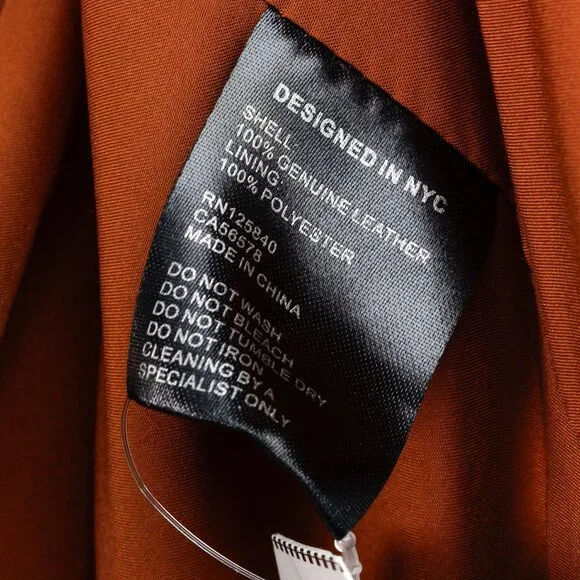 DESIGNED IN NYC
SHELL:
100% GENUINE LEATHER
LINING:
100% POLYESTER
RN125840
CA56578
MADE IN CHINA
DO NOT WASH
DO NOT BLEACH
DO NOT TUMBLE DRY
DO NOT IRON
CLEANING BY A
SPECIALIST ONLY